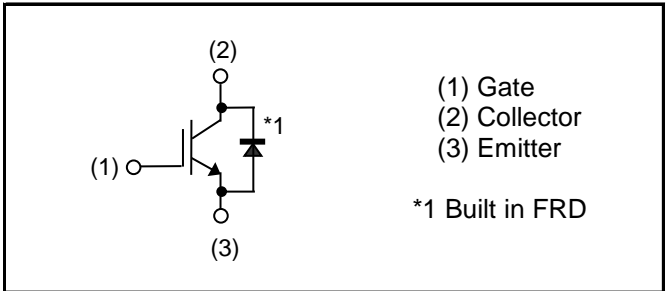 (2)
*1
(1)
(3)
(1) Gate
(2) Collector
(3) Emitter
*1 Built in FRD